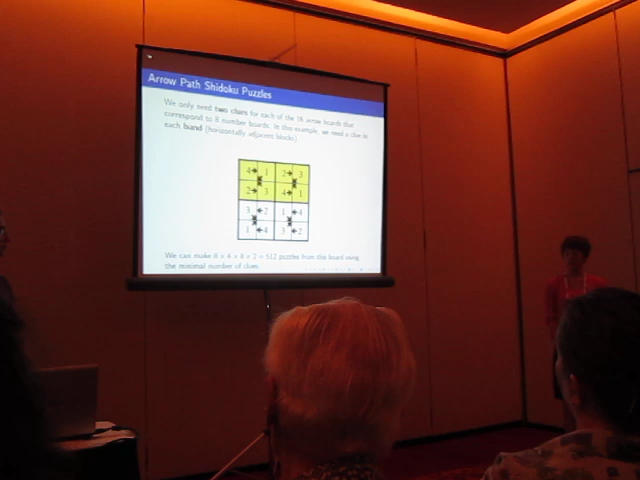 Arrow Path Shidoku Puzzles
We only need two clues for each of the 16 arrow boards that
correspond to 8 number boards. In this example, we need a clue in
each band (horizontally adjacent blocks).
4 1 2 3
2 3 4 1
3 2 1 4
1 4 3 2
We can make 8 x 4 x 8 x 2 = 512 puzzles from this board using
the minimal number of clues.